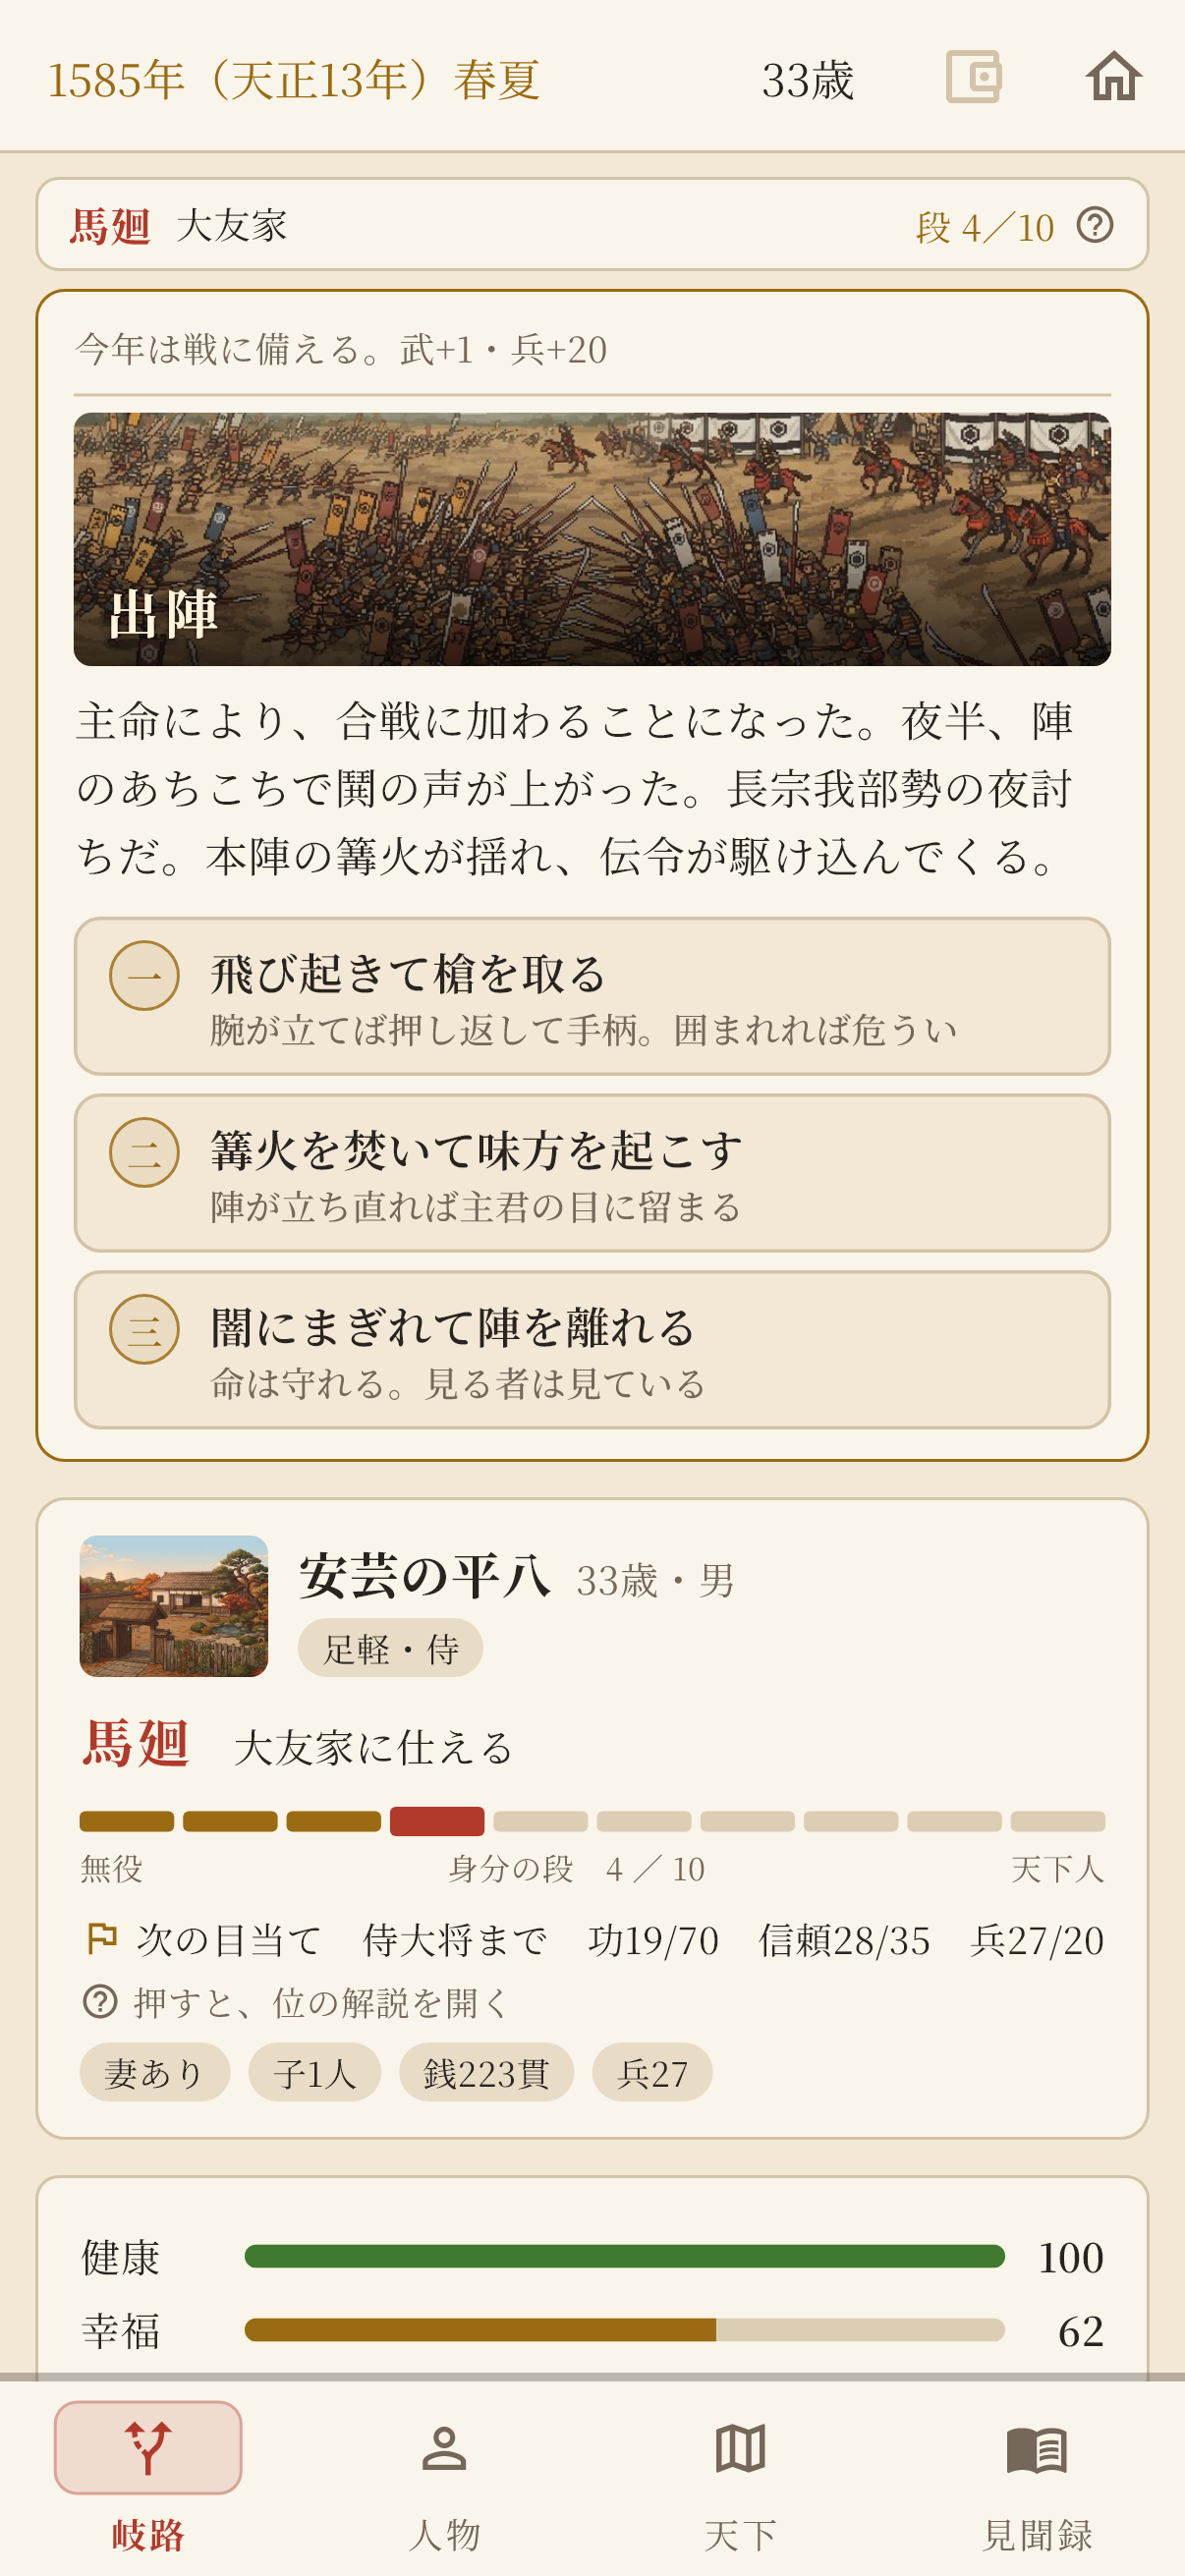 1585年（天正13年）春夏 33歳
馬廻 大友家 段 4／10
今年は戦に備える。武+1・兵+20
出陣
主命により、合戦に加わることになった。夜半、陣
のあちこちで鬨の声が上がった。長宗我部勢の夜討
ちだ。本陣の篝火が揺れ、伝令が駆け込んでくる。
一 飛び起きて槍を取る
腕が立てば押し返して手柄。囲まれれば危うい
二 篝火を焚いて味方を起こす
陣が立ち直れば主君の目に留まる
三 闇にまぎれて陣を離れる
命は守れる。見る者は見ている
安芸の平八 33歳・男
足軽・侍
馬廻 大友家に仕える
無役 身分の段 4 ／ 10 天下人
次の目当て 侍大将まで 功19/70 信頼28/35 兵27/20
押すと、位の解説を開く
妻あり 子1人 銭223貫 兵27
健康 100
幸福 62
岐路 人物 天下 見聞録